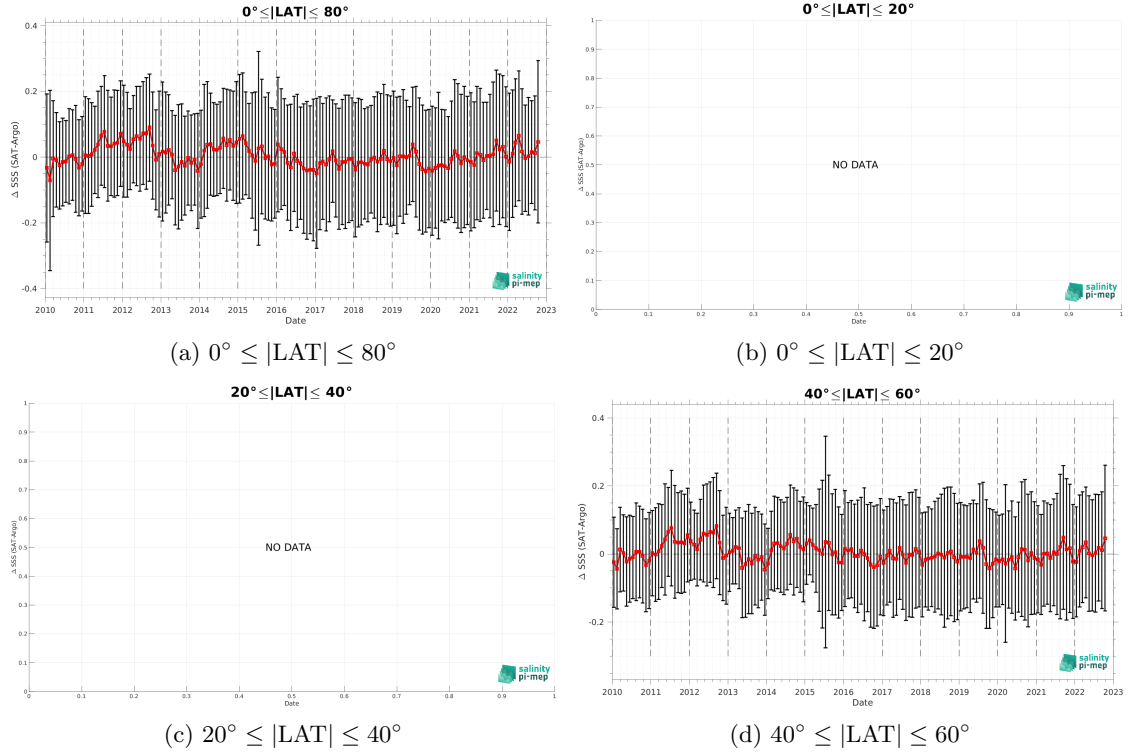 0°≤|LAT|≤ 80°
0.4
0.2
0
-0.2
-0.4
Δ SSS (SAT-Argo)
2010 2011 2012 2013 2014 2015 2016 2017 2018 2019 2020 2021 2022 2023
Date
salinity
pi-mep
(a) 0° ≤ |LAT| ≤ 80°
0°≤|LAT|≤ 20°
1
0.9
0.8
0.7
0.6
0.5
0.4
0.3
0.2
0.1
0
Δ SSS (SAT-Argo)
NO DATA
0 0.1 0.2 0.3 0.4 0.5 0.6 0.7 0.8 0.9 1
Date
salinity
pi-mep
(b) 0° ≤ |LAT| ≤ 20°
20°≤|LAT|≤ 40°
1
0.9
0.8
0.7
0.6
0.5
0.4
0.3
0.2
0.1
0
Δ SSS (SAT-Argo)
NO DATA
0 0.1 0.2 0.3 0.4 0.5 0.6 0.7 0.8 0.9 1
Date
salinity
pi-mep
(c) 20° ≤ |LAT| ≤ 40°
40°≤|LAT|≤ 60°
0.4
0.2
0
-0.2
Δ SSS (SAT-Argo)
2010 2011 2012 2013 2014 2015 2016 2017 2018 2019 2020 2021 2022 2023
Date
salinity
pi-mep
(d) 40° ≤ |LAT| ≤ 60°